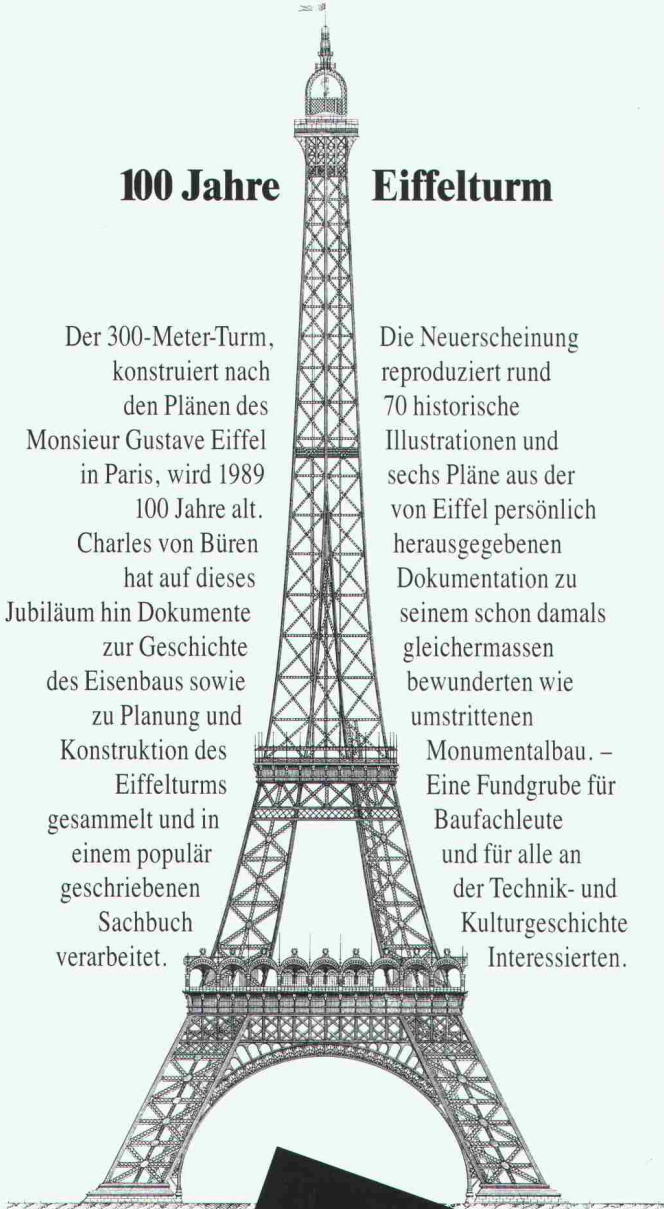 100 Jahre Eiffelturm
Der 300-Meter-Turm,
konstruiert nach
den Plänen des
Monsieur Gustave Eiffel
in Paris, wird 1989
100 Jahre alt.
Charles von Büren
hat auf dieses
Jubiläum hin Dokumente
zur Geschichte
des Eisenbaus sowie
zu Planung und
Konstruktion des
Eiffelturms
gesammelt und in
einem populär
geschriebenen
Sachbuch
verarbeitet.
Die Neuerscheinung
reproduziert rund
70 historische
Illustrationen und
sechs Pläne aus der
von Eiffel persönlich
herausgegebenen
Dokumentation zu
seinem schon damals
gleichermassen
bewunderten wie
umstrittenen
Monumentalbau. –
Eine Fundgrube für
Baufachleute
und für alle an
der Technik- und
Kulturgeschichte
Interessierten.